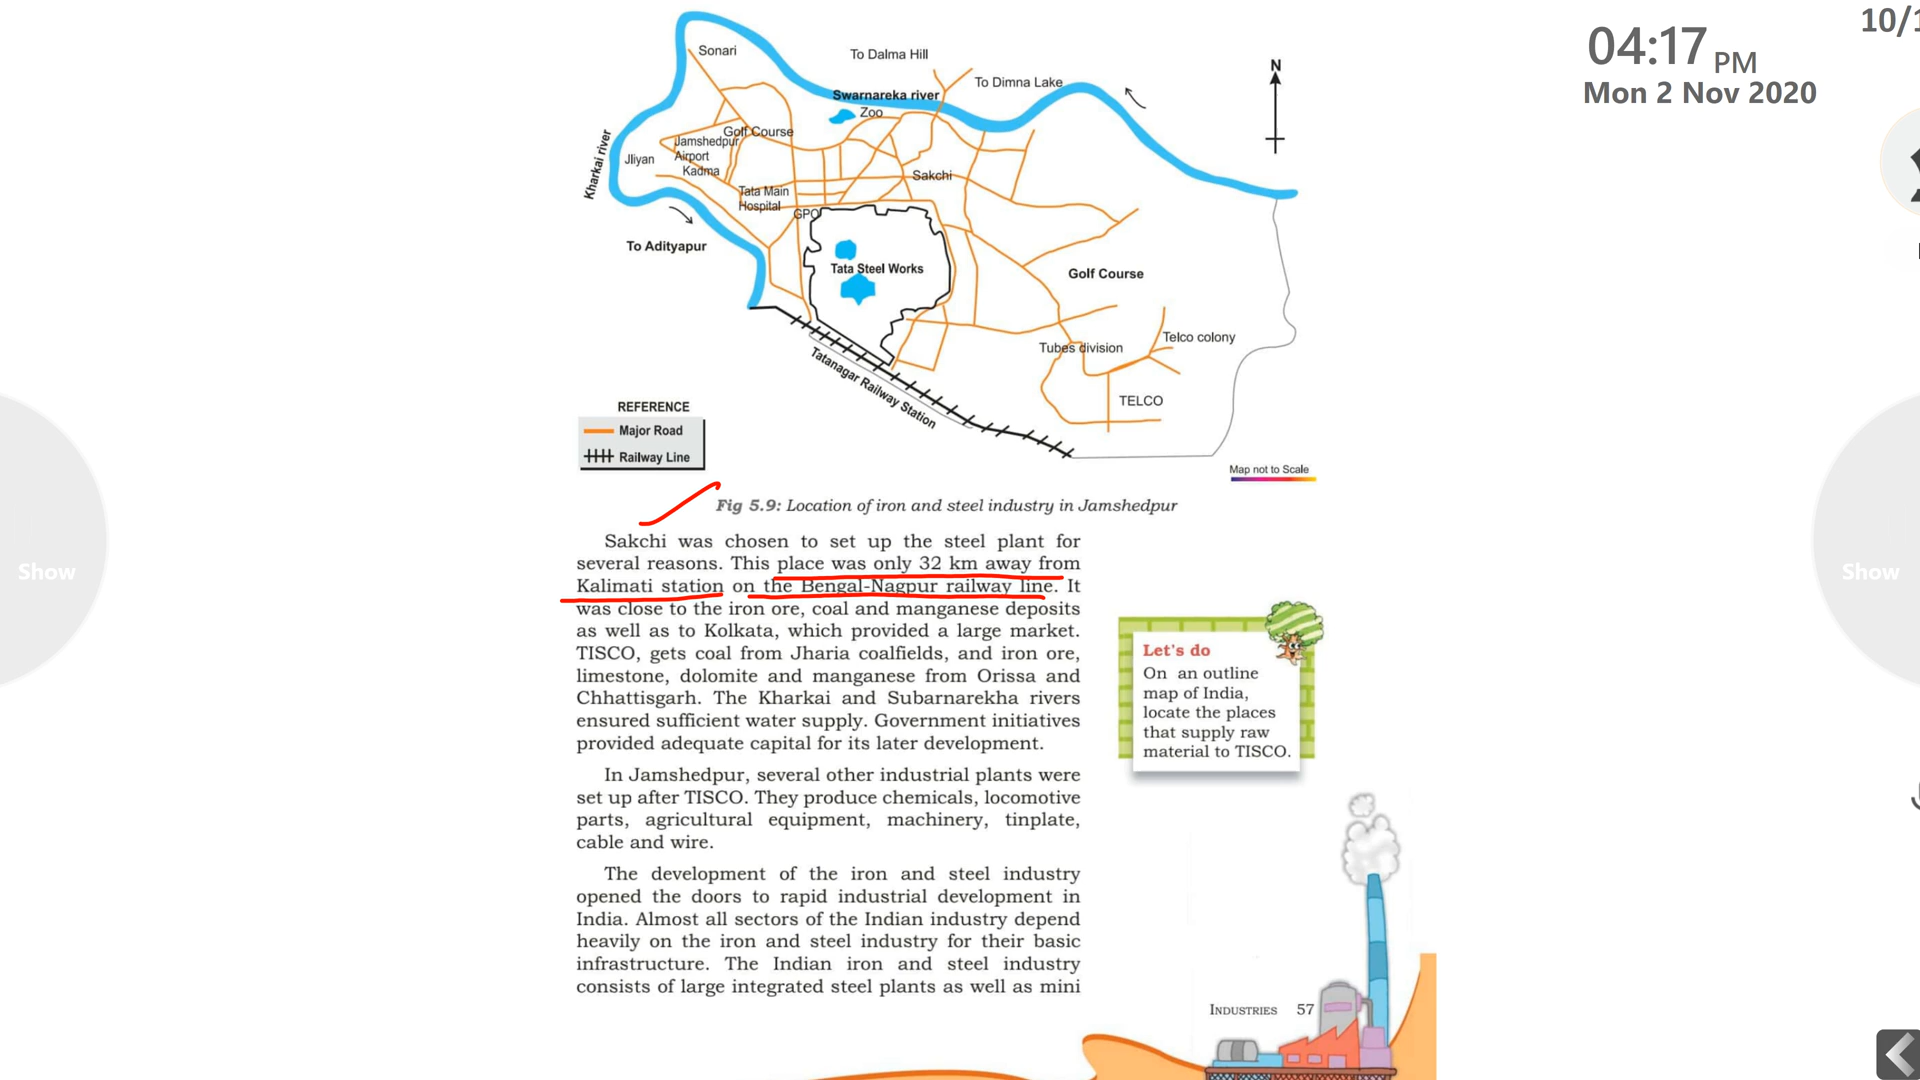 10/1
04:17 PM
Mon 2 Nov 2020
Sonari
To Dalma Hill
To Dimna Lake
N
Swarnareka river
Zoo
Golf Course
Kharkai river
Jamshedpur
Airport
Jliyan
Kadma
Sakchi
Tata Main
Hospital
GPO
To Adityapur
Tata Steel Works
Golf Course
Telco colony
Tubes division
Tatanagar Railway Station
TELCO
REFERENCE
Major Road
Railway Line
Map not to Scale
Fig 5.9: Location of iron and steel industry in Jamshedpur
Sakchi was chosen to set up the steel plant for
several reasons. This place was only 32 km away from
Kalimati station on the Bengal-Nagpur railway line. It
was close to the iron ore, coal and manganese deposits
as well as to Kolkata, which provided a large market.
TISCO, gets coal from Jharia coalfields, and iron ore,
limestone, dolomite and manganese from Orissa and
Chhattisgarh. The Kharkai and Subarnarekha rivers
ensured sufficient water supply. Government initiatives
provided adequate capital for its later development.
In Jamshedpur, several other industrial plants were
set up after TISCO. They produce chemicals, locomotive
parts, agricultural equipment, machinery, tinplate,
cable and wire.
The development of the iron and steel industry
opened the doors to rapid industrial development in
India. Almost all sectors of the Indian industry depend
heavily on the iron and steel industry for their basic
infrastructure. The Indian iron and steel industry
consists of large integrated steel plants as well as mini
Let's do
On an outline
map of India,
locate the places
that supply raw
material to TISCO.
INDUSTRIES 57
Show
Show